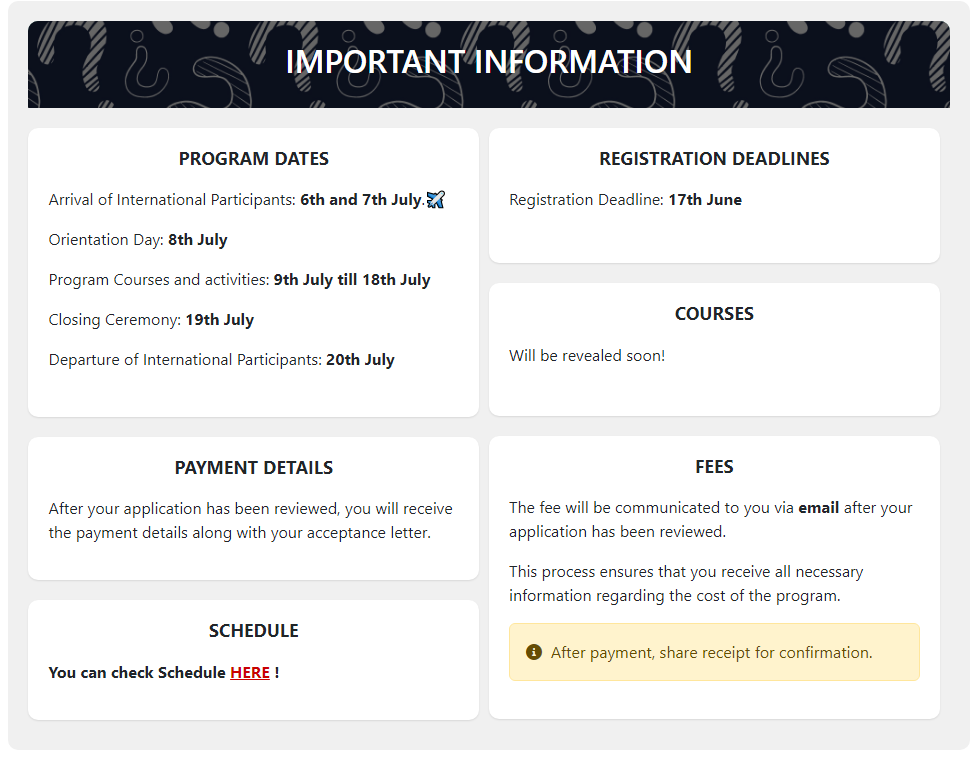 IMPORTANT INFORMATION
PROGRAM DATES
Arrival of International Participants: 6th and 7th July.
Orientation Day: 8th July
Program Courses and activities: 9th July till 18th July
Closing Ceremony: 19th July
Departure of International Participants: 20th July
REGISTRATION DEADLINES
Registration Deadline: 17th June
COURSES
Will be revealed soon!
PAYMENT DETAILS
After your application has been reviewed, you will receive
the payment details along with your acceptance letter.
FEES
The fee will be communicated to you via email after your
application has been reviewed.
This process ensures that you receive all necessary
information regarding the cost of the program.
After payment, share receipt for confirmation.
SCHEDULE
You can check Schedule HERE !